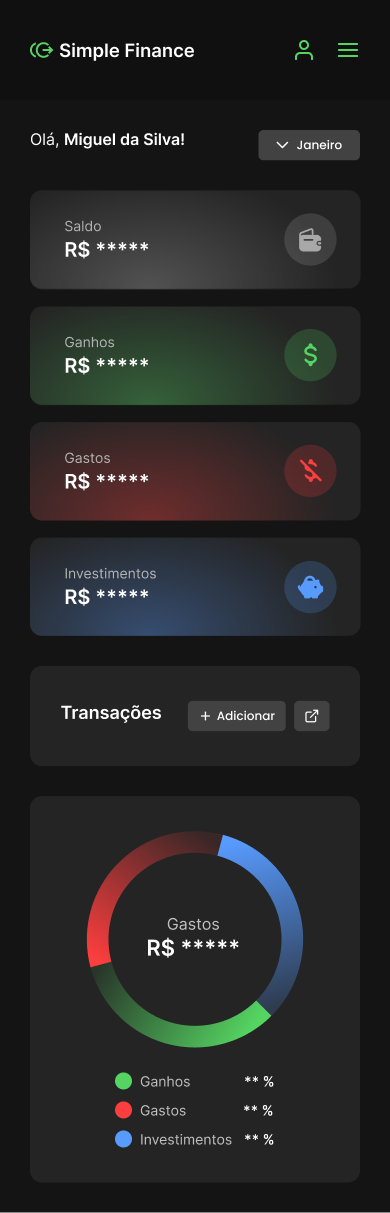 Simple Finance
Olá, Miguel da Silva!
Janeiro
Saldo
R$ *****
Ganhos
R$ *****
Gastos
R$ *****
Investimentos
R$ *****
Transações
+ Adicionar
Gastos
R$ *****
Ganhos ** %
Gastos ** %
Investimentos ** %